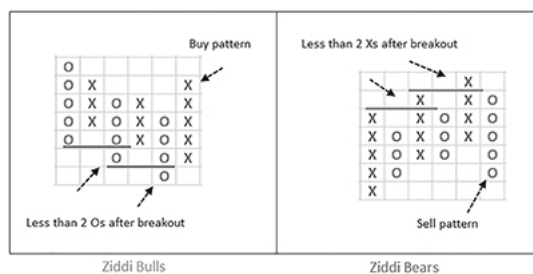 Buy pattern
O
O X X
O X O X X
O X O X O X
O O X O X
O O X
O
Less than 2 Os after breakout
Ziddi Bulls
Less than 2 Xs after breakout
X
X X O
X X O X O
X O X O X O
X O X O O
X O O
X
Sell pattern
Ziddi Bears